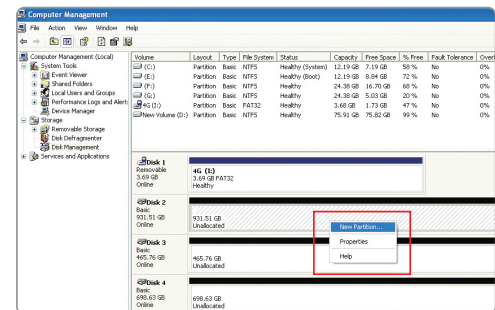 Computer Management
File Action View Window Help
Computer Management (Local)
System Tools
Event Viewer
Shared Folders
Local Users and Groups
Performance Logs and Alert
Device Manager
Storage
Removable Storage
Disk Defragmenter
Disk Management
Services and Applications
Volume Layout Type File System Status Capacity Free Space % Free Fault Tolerance Overl
(C:) Partition Basic NTFS Healthy (System) 12.19 GB 7.19 GB 58 % No 0%
(E:) Partition Basic NTFS Healthy (Boot) 12.19 GB 8.84 GB 72 % No 0%
(F:) Partition Basic NTFS Healthy 24.38 GB 16.70 GB 68 % No 0%
(G:) Partition Basic NTFS Healthy 24.38 GB 5.03 GB 20 % No 0%
4G (I:) Partition Basic FAT32 Healthy 3.68 GB 1.73 GB 47 % No 0%
New Volume (D:) Partition Basic NTFS Healthy 75.91 GB 75.82 GB 99 % No 0%
Disk 1
Removable
3.69 GB
Online
4G (I:)
3.69 GB FAT32
Healthy
Disk 2
Basic
931.51 GB
Online
931.51 GB
Unallocated
New Partition...
Properties
Help
Disk 3
Basic
465.76 GB
Online
465.76 GB
Unallocated
Disk 4
Basic
698.63 GB
Online
698.63 GB
Unallocated